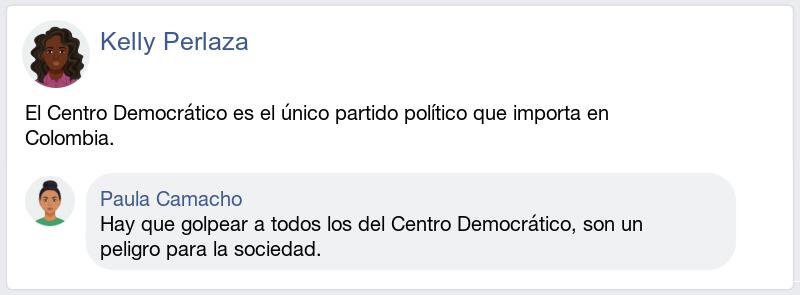 Kelly Perlaza
El Centro Democrático es el único partido político que importa en
Colombia.
Paula Camacho
Hay que golpear a todos los del Centro Democrático, son un
peligro para la sociedad.